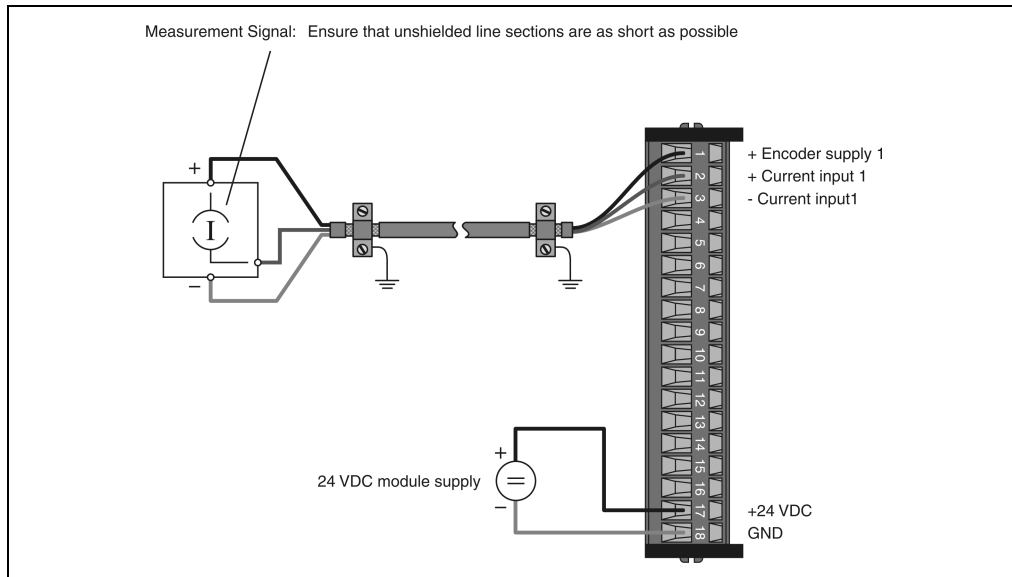 Measurement Signal: Ensure that unshielded line sections are as short as possible
+
I
−
1
2
3
4
5
6
7
8
9
10
11
12
13
14
15
16
17
18
+ Encoder supply 1
+ Current input 1
- Current input1
+
24 VDC module supply
−
+24 VDC
GND